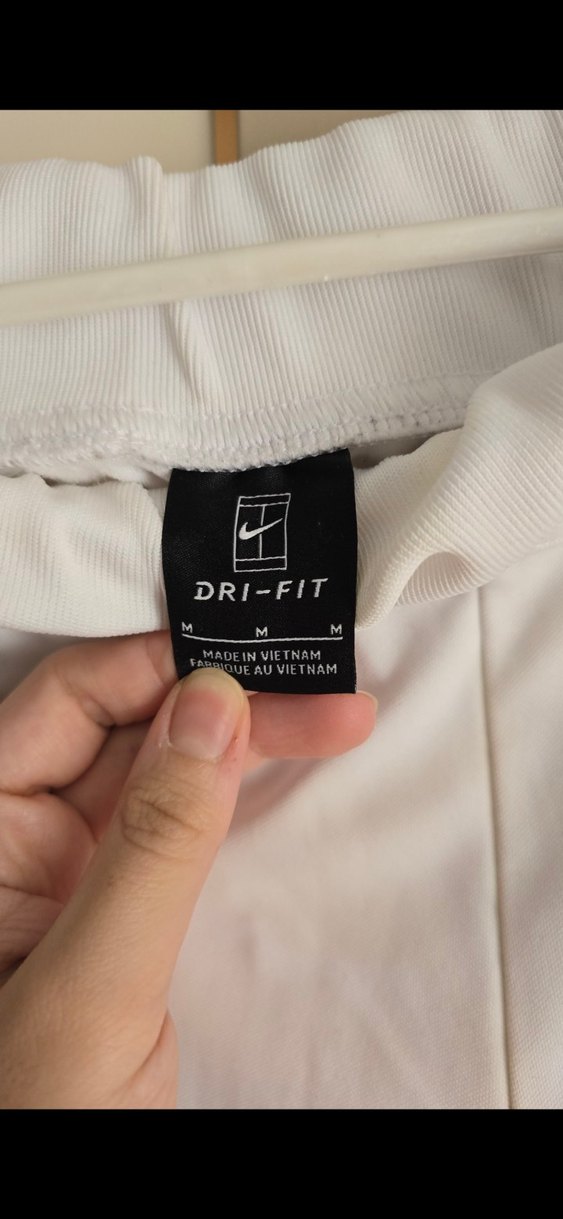 DRI-FIT
M M M
MADE IN VIETNAM
FABRIQUE AU VIETNAM